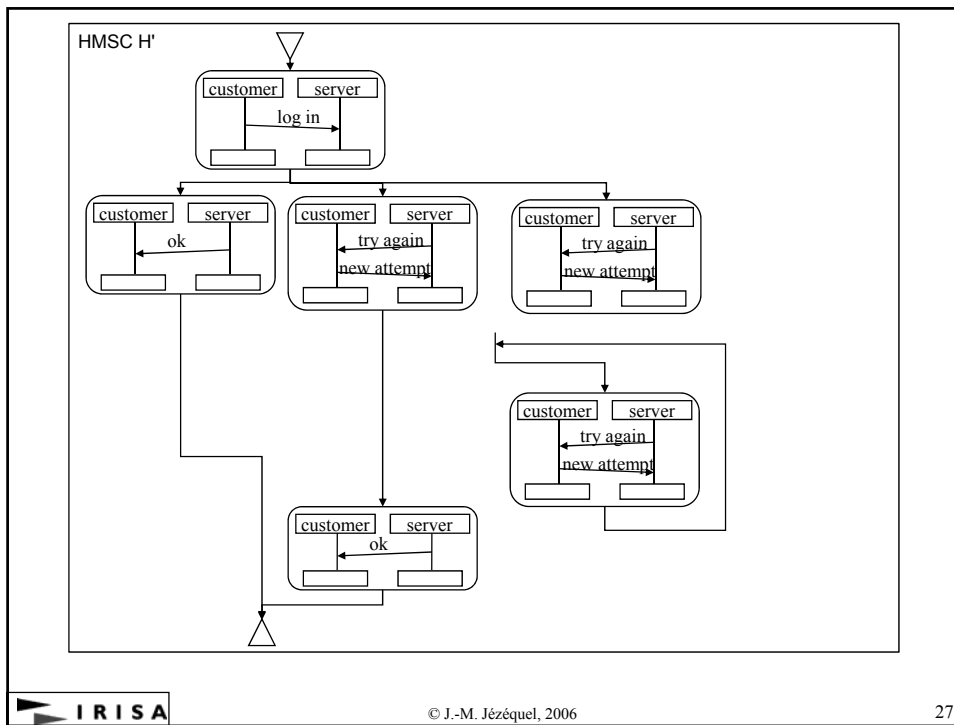 HMSC H'
customer server
log in
customer server
ok
customer server
try again
new attempt
customer server
try again
new attempt
customer server
try again
new attempt
customer server
ok
IRISA
© J.-M. Jézéquel, 2006
27